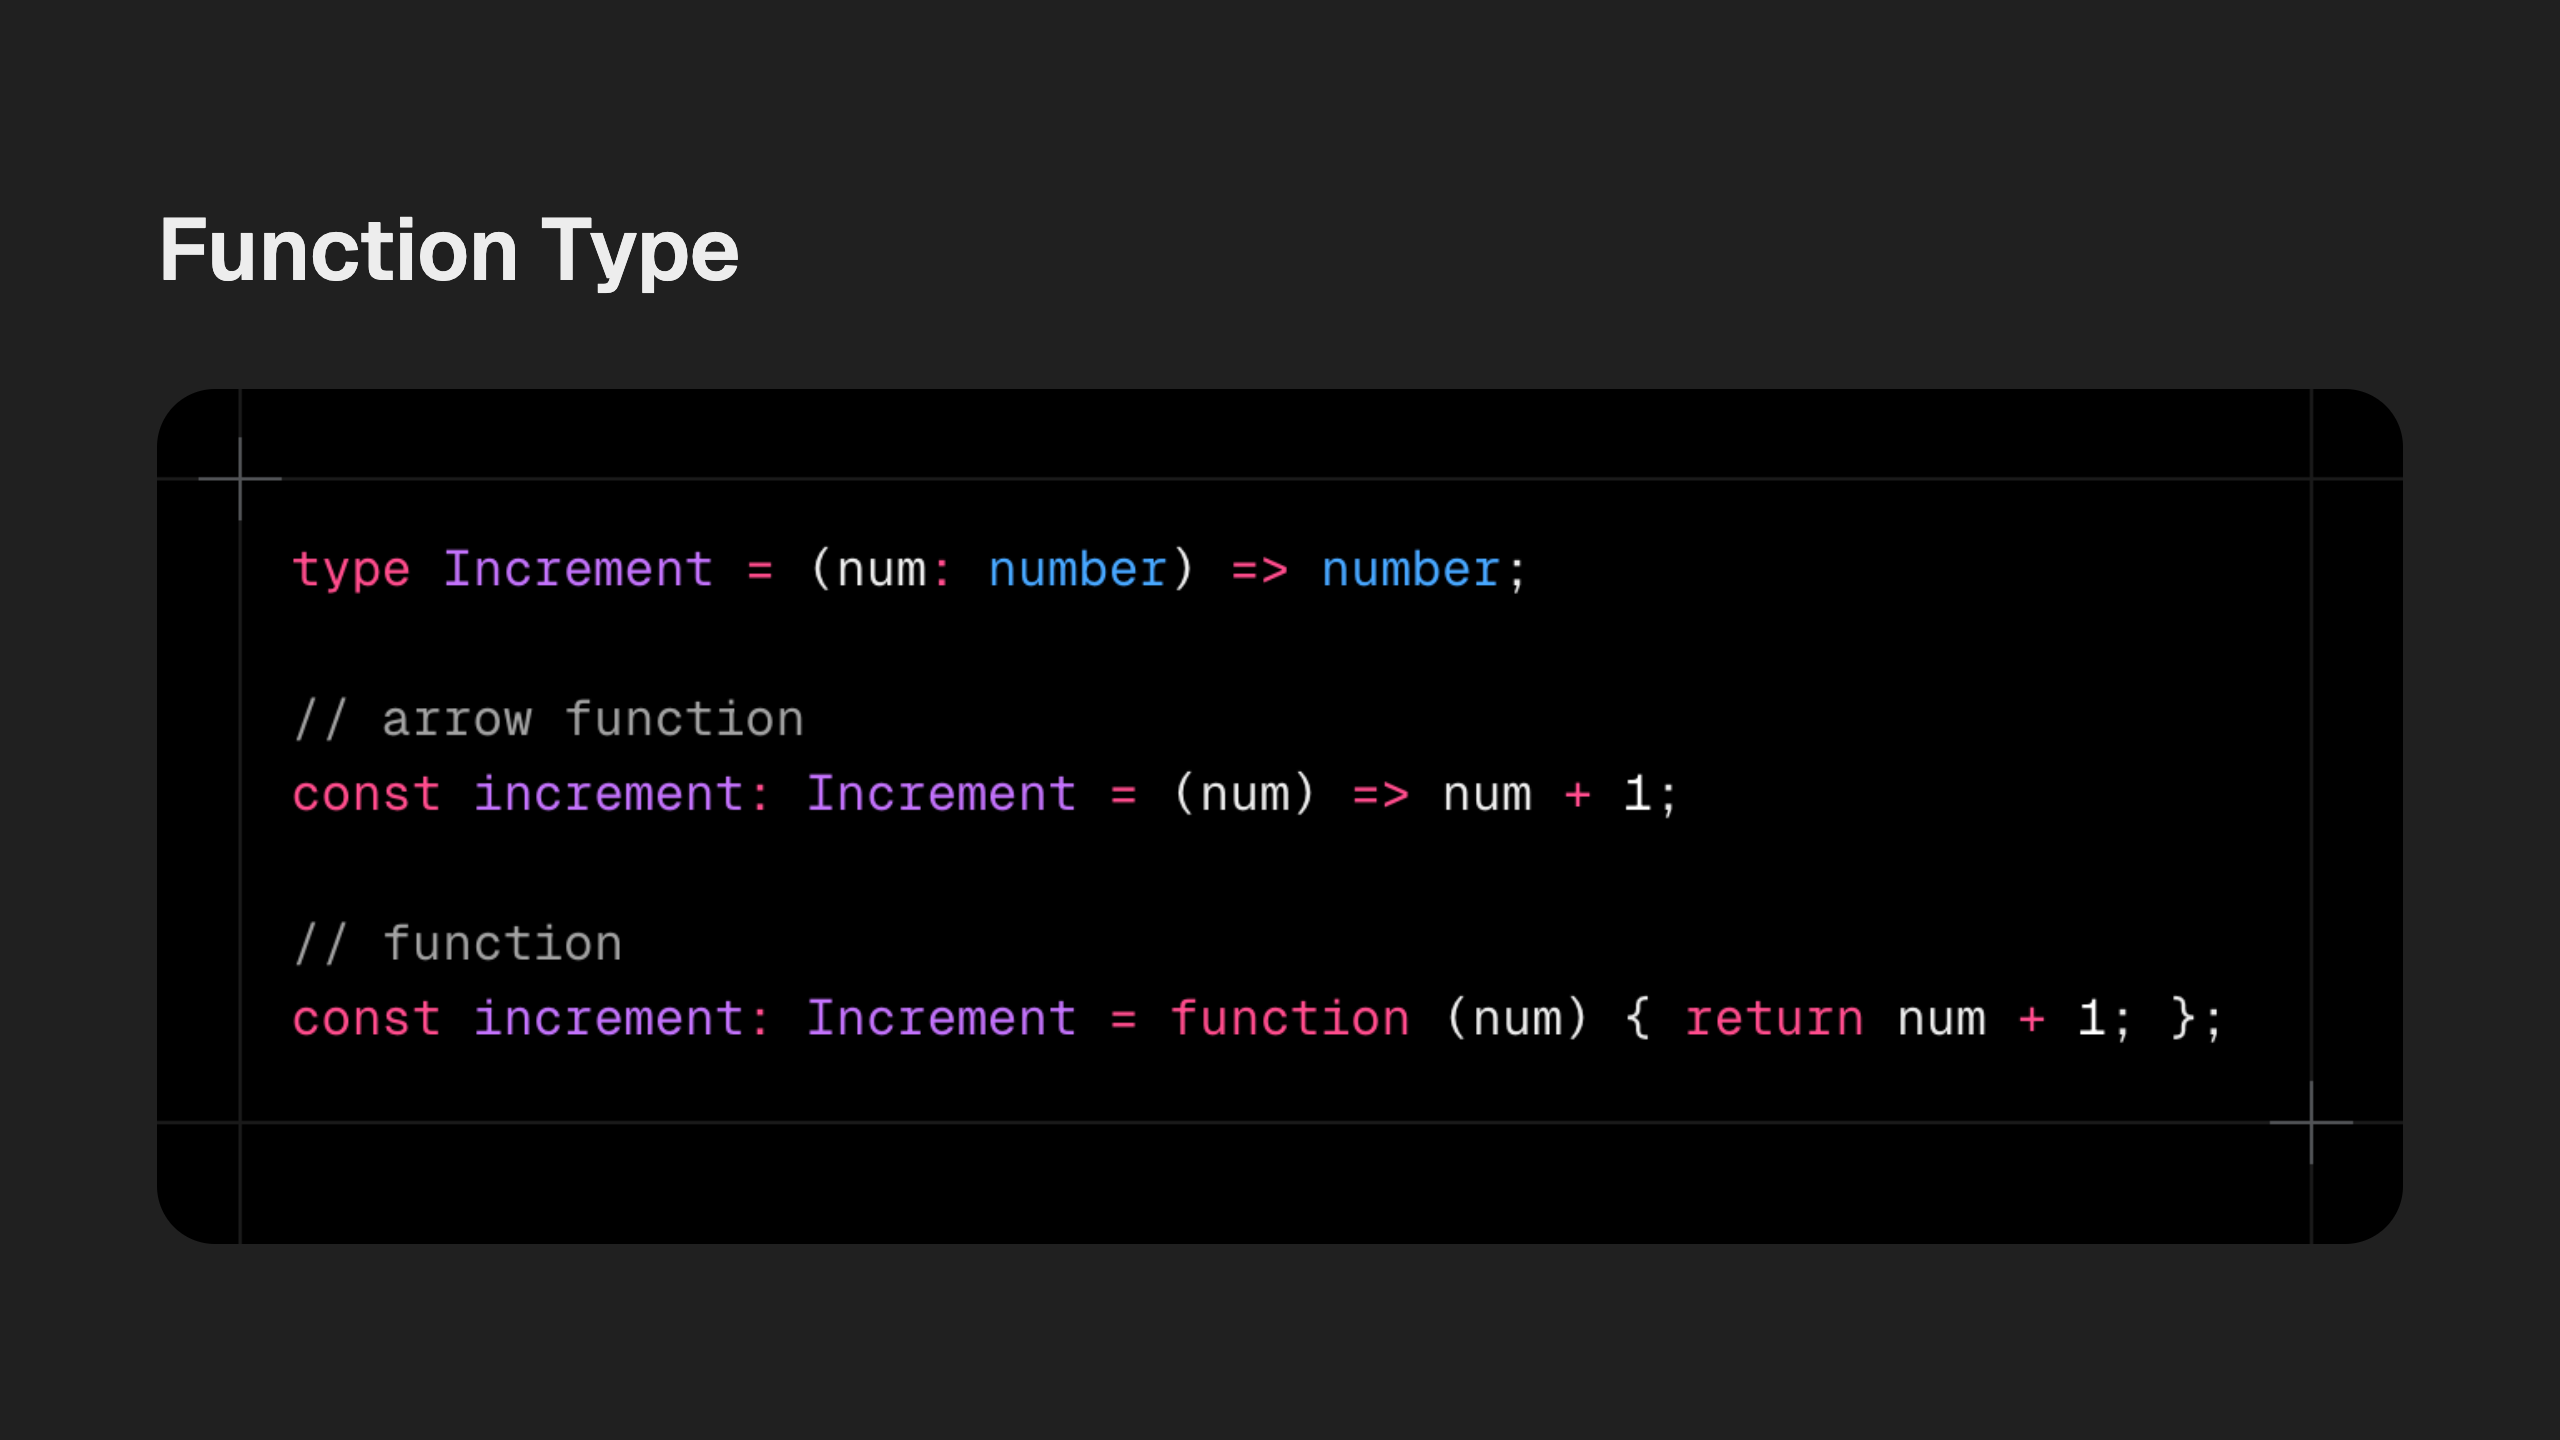 Function Type
type Increment = (num: number) => number;
// arrow function
const increment: Increment = (num) => num + 1;
// function
const increment: Increment = function (num) { return num + 1; };